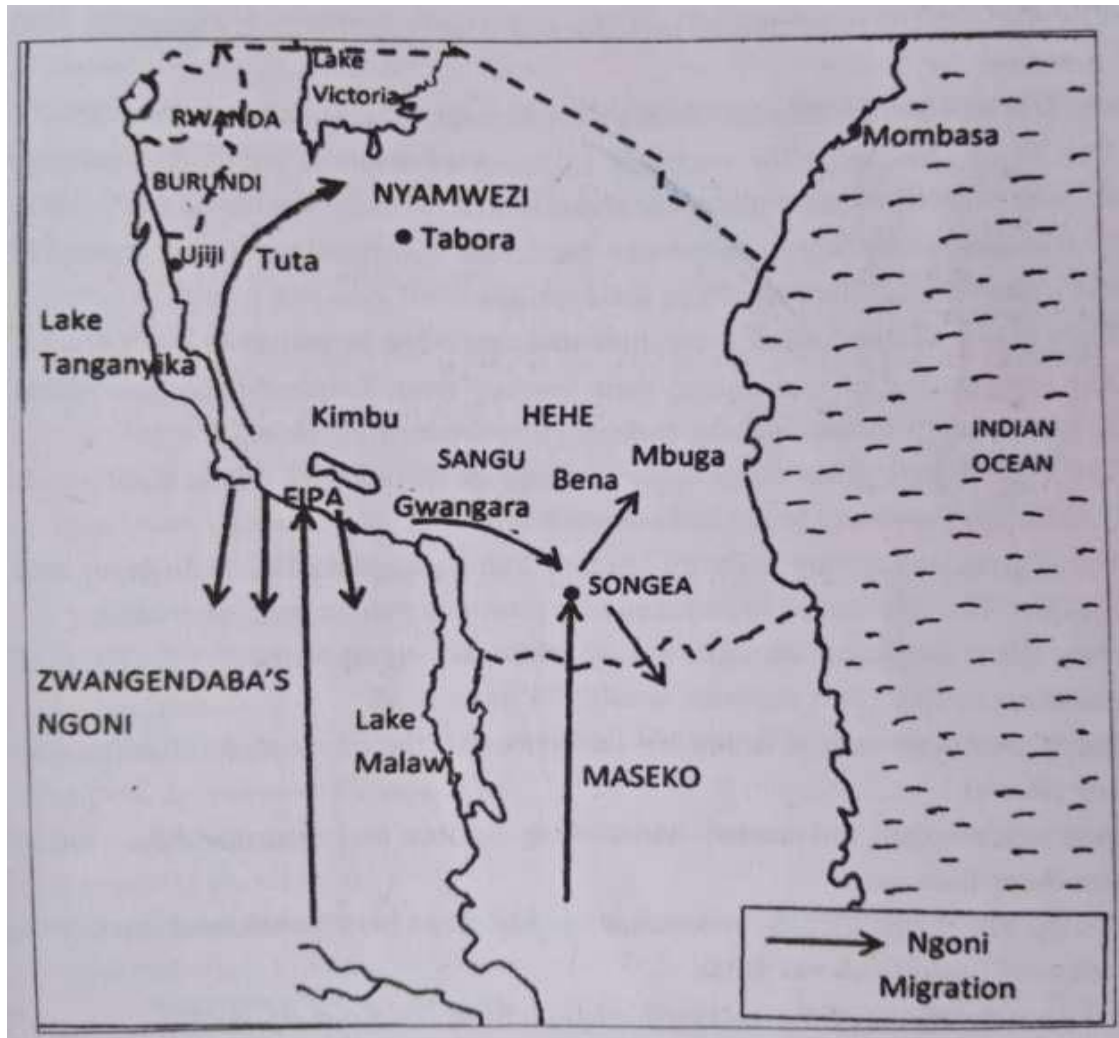 Lake
Victoria
RWANDA
Mombasa
BURUNDI
NYAMWEZI
Ujiji
Tabora
Tuta
Lake
Tanganyika
Kimbu
HEHE
INDIAN
OCEAN
SANGU
Mbuga
Bena
FIPA
Gwangara
SONGEA
ZWANGENDABA'S
NGONI
Lake
Malawi
MASEKO
Ngoni
Migration